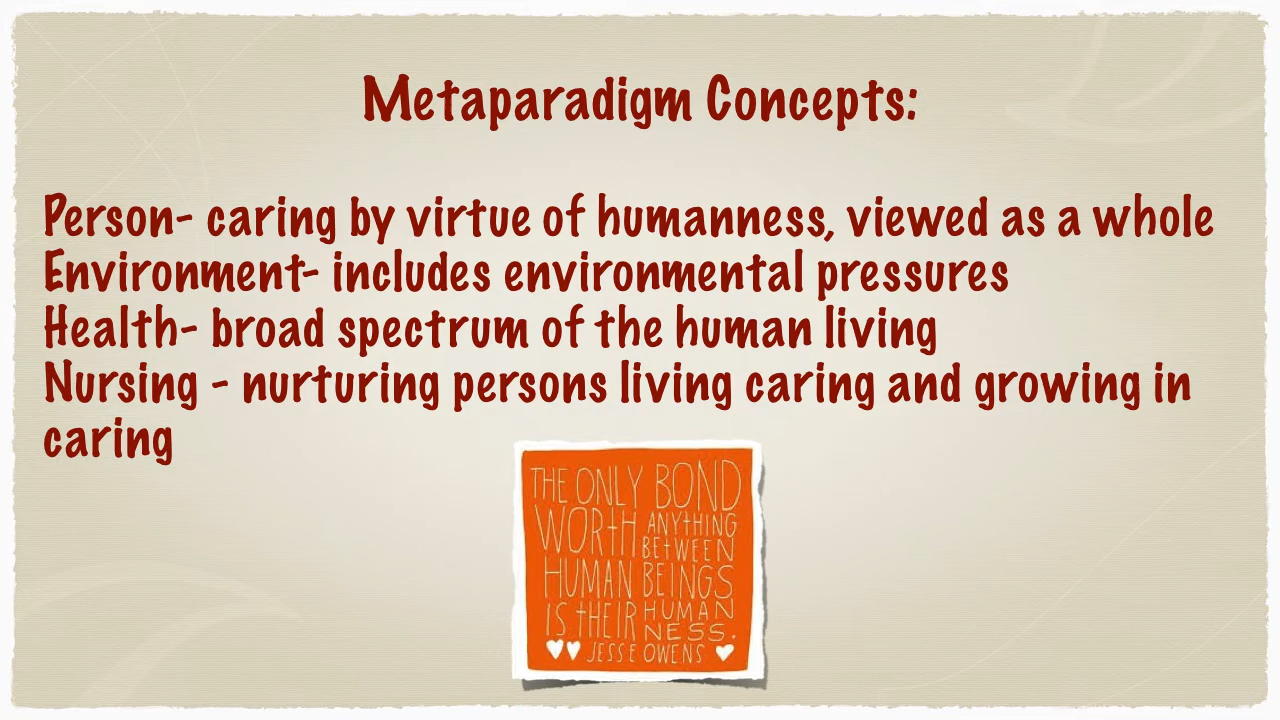 Metaparadigm Concepts:
Person- caring by virtue of humanness, viewed as a whole
Environment- includes environmental pressures
Health- broad spectrum of the human living
Nursing - nurturing persons living caring and growing in
caring
THE ONLY BOND
WORTH ANYTHING
BETWEEN
HUMAN BEINGS
IS THEIR HUMAN
NESS.
JESSE OWENS